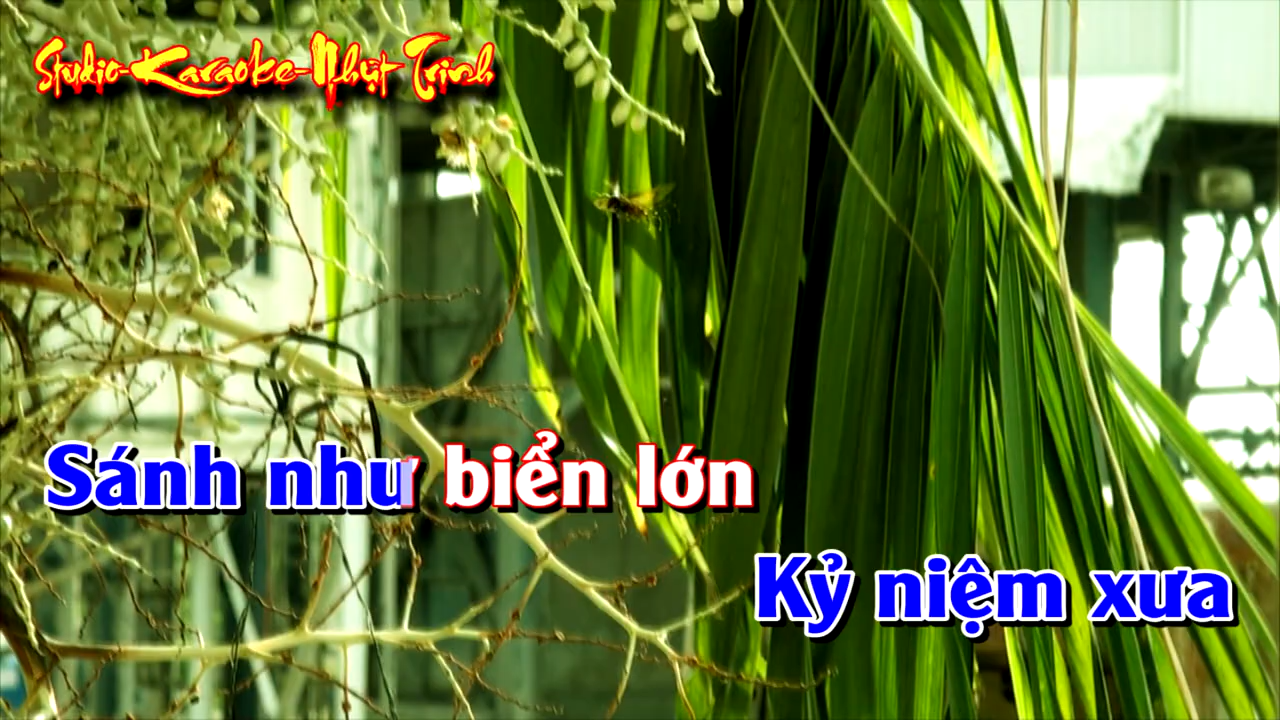 Studio-Karaoke-Nhựt Trinh
Sánh như biển lớn
Kỷ niệm xưa